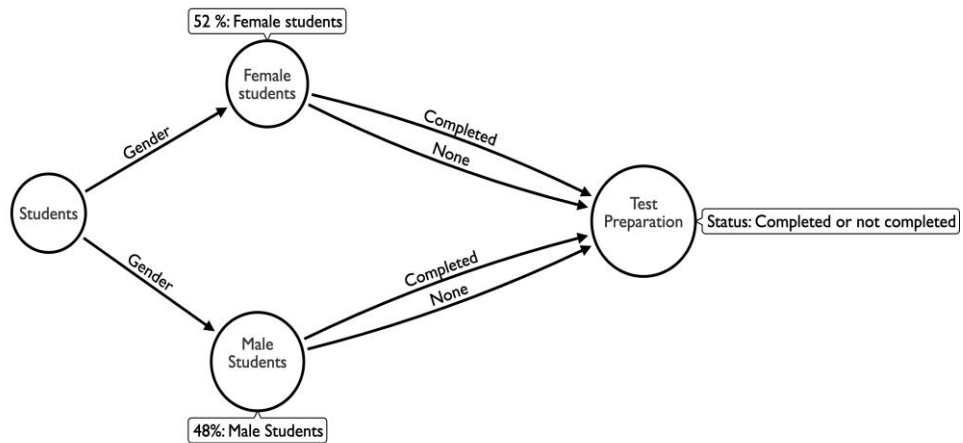 52 %: Female students
Female
students
Completed
None
Gender
Students
Test
Preparation
Status: Completed or not completed
Gender
Completed
None
Male
Students
48%: Male Students